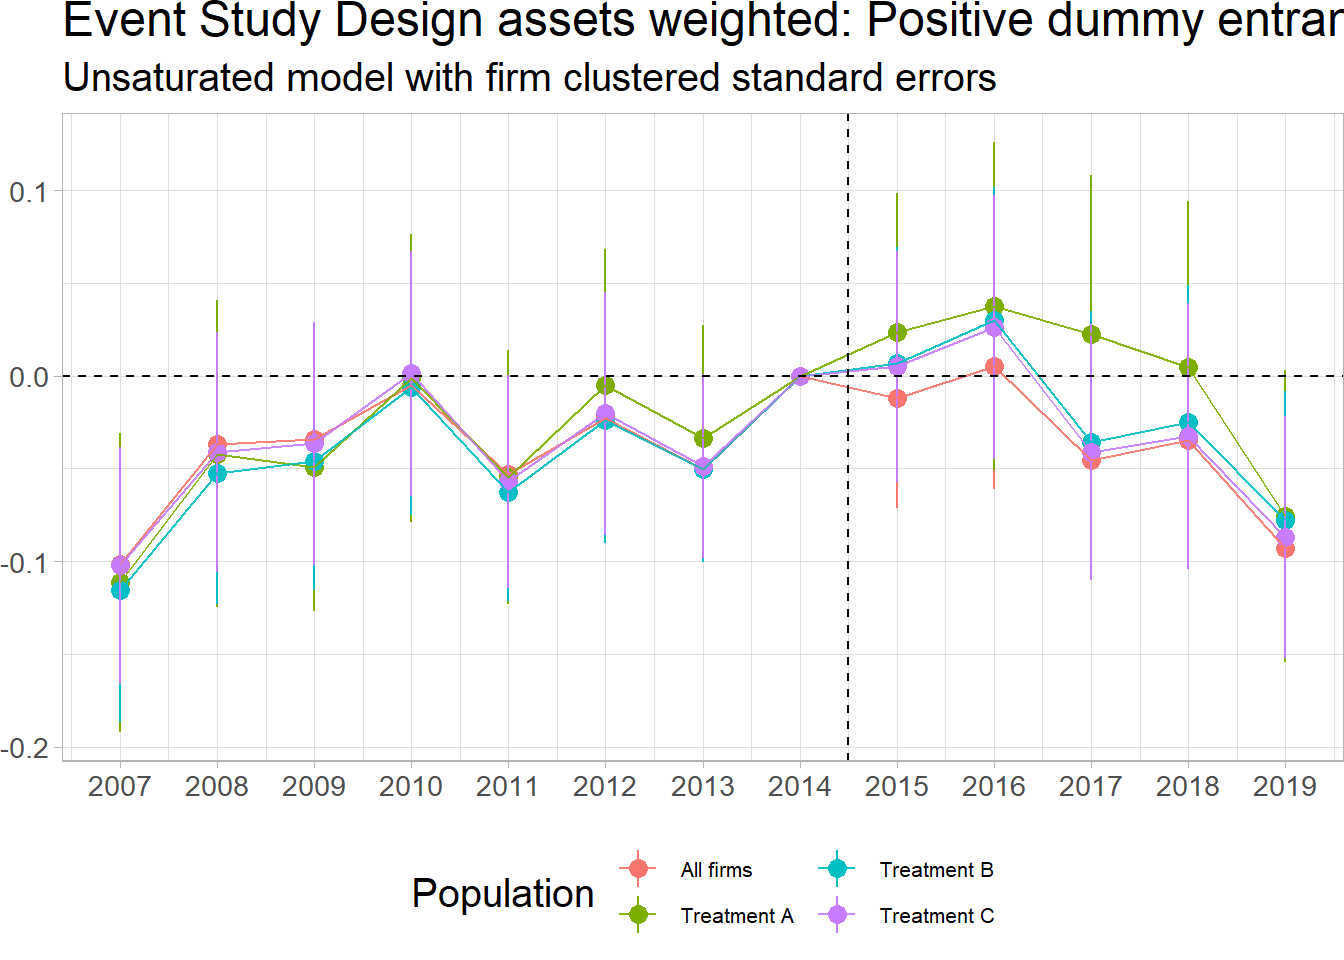 Event Study Design assets weighted: Positive dummy entran
Unsaturated model with firm clustered standard errors
0.1
0.0
-0.1
-0.2
2007 2008 2009 2010 2011 2012 2013 2014 2015 2016 2017 2018 2019
Population
All firms
Treatment A
Treatment B
Treatment C